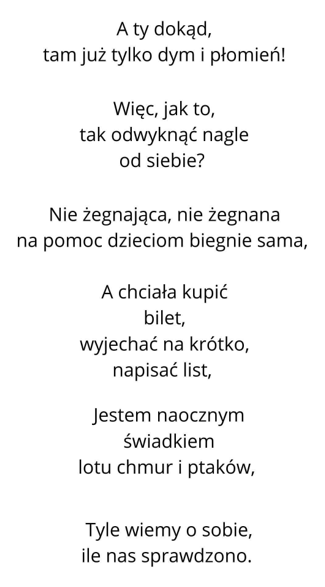 A ty dokąd,
tam już tylko dym i płomień!
Więc, jak to,
tak odwyknąć nagle
od siebie?
Nie żegnająca, nie żegnana
na pomoc dzieciom biegnie sama,
A chciała kupić
bilet,
wyjechać na krótko,
napisać list,
Jestem naocznym
świadkiem
lotu chmur i ptaków,
Tyle wiemy o sobie,
ile nas sprawdzono.